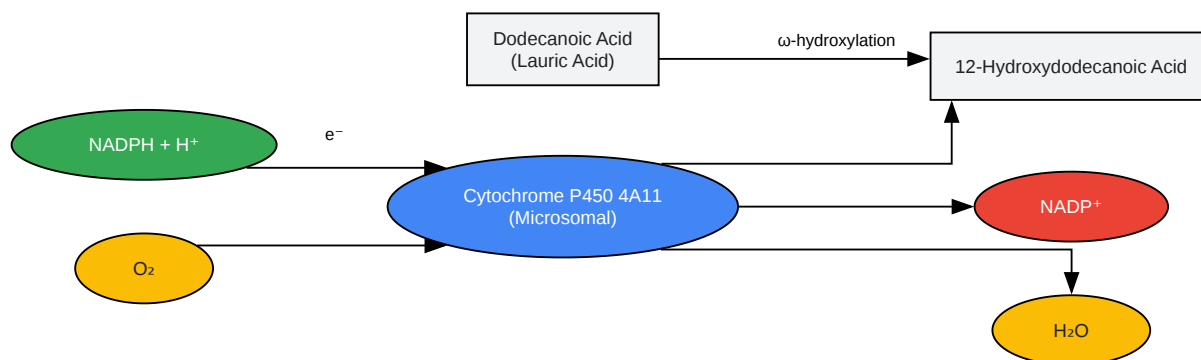 Dodecanoic Acid
(Lauric Acid)
ω-hydroxylation
12-Hydroxydodecanoic Acid
NADPH + H⁺
e⁻
Cytochrome P450 4A11
(Microsomal)
NADP⁺
O₂
H₂O